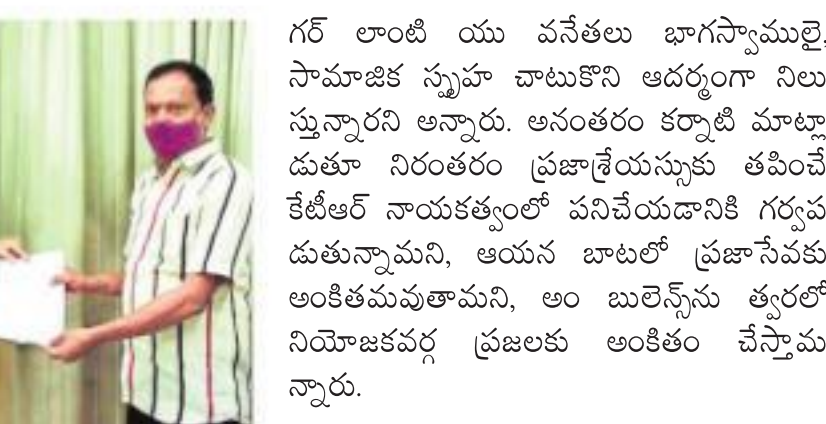 గర్ లాంటి యు వనేతలు భాగస్వాములై,
సామాజిక స్పృహ చాటుకొని ఆదర్శంగా నిలు
స్తున్నారని అన్నారు. అనంతరం కర్నాటి మాట్లా
డుతూ నిరంతరం ప్రజాశ్రేయస్సుకు తపించే
కేటీఆర్ నాయకత్వంలో పనిచేయడానికి గర్వప
డుతున్నామని, ఆయన బాటలో ప్రజాసేవకు
అంకితమవుతామని, అం బులెన్స్‌ను త్వరలో
నియోజకవర్గ ప్రజలకు అంకితం చేస్తామ
న్నారు.